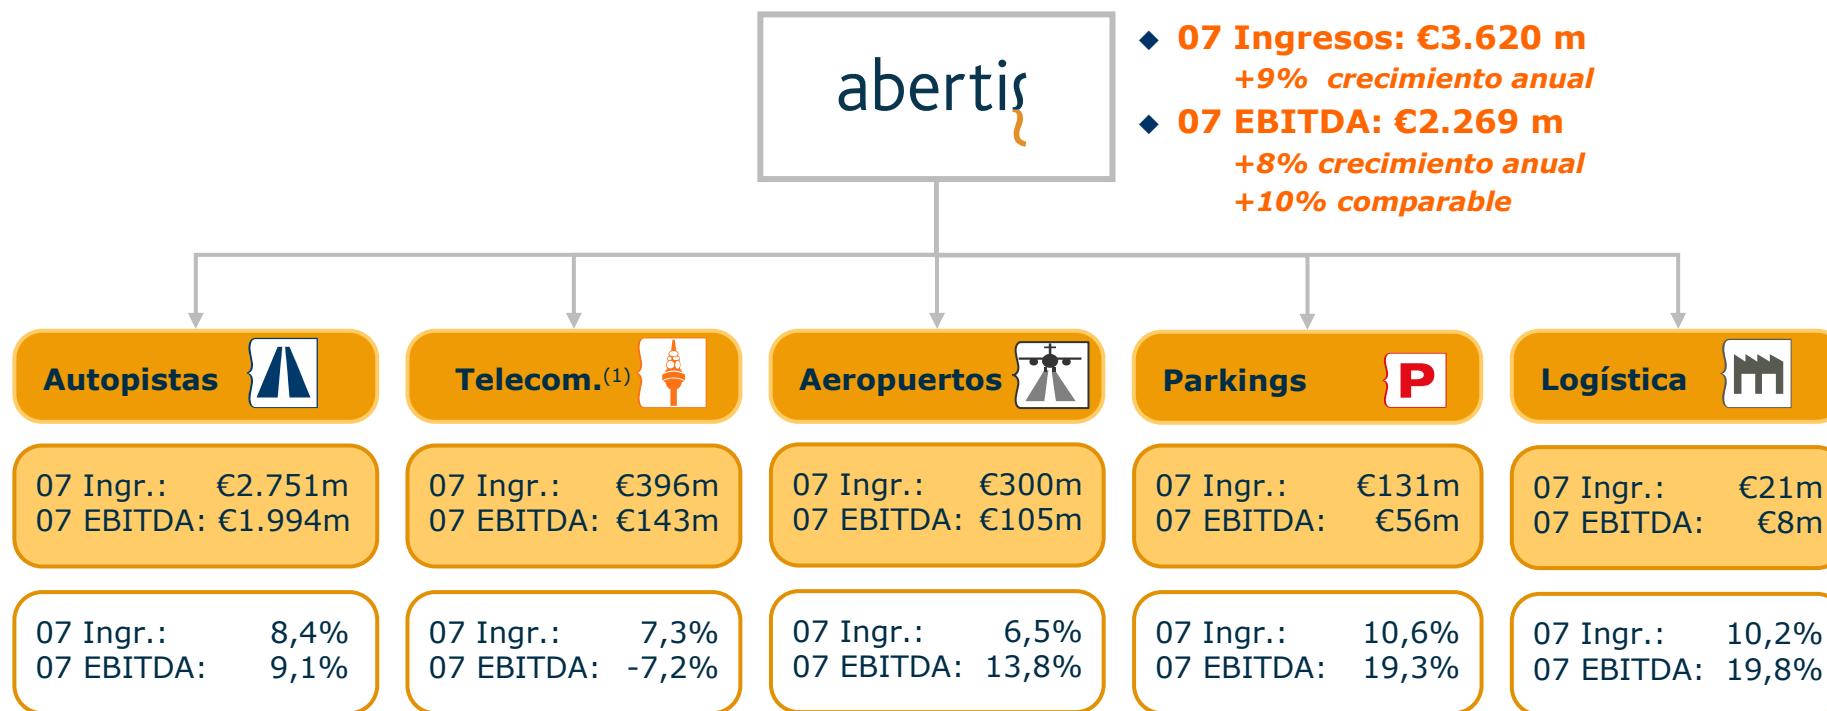 abertis
◆ 07 Ingresos: €3.620 m
+9% crecimiento anual
◆ 07 EBITDA: €2.269 m
+8% crecimiento anual
+10% comparable
Autopistas
Telecom.(1)
Aeropuertos
Parkings
P
Logística
07 Ingr.: €2.751m
07 EBITDA: €1.994m
07 Ingr.: €396m
07 EBITDA: €143m
07 Ingr.: €300m
07 EBITDA: €105m
07 Ingr.: €131m
07 EBITDA: €56m
07 Ingr.: €21m
07 EBITDA: €8m
07 Ingr.: 8,4%
07 EBITDA: 9,1%
07 Ingr.: 7,3%
07 EBITDA: -7,2%
07 Ingr.: 6,5%
07 EBITDA: 13,8%
07 Ingr.: 10,6%
07 EBITDA: 19,3%
07 Ingr.: 10,2%
07 EBITDA: 19,8%